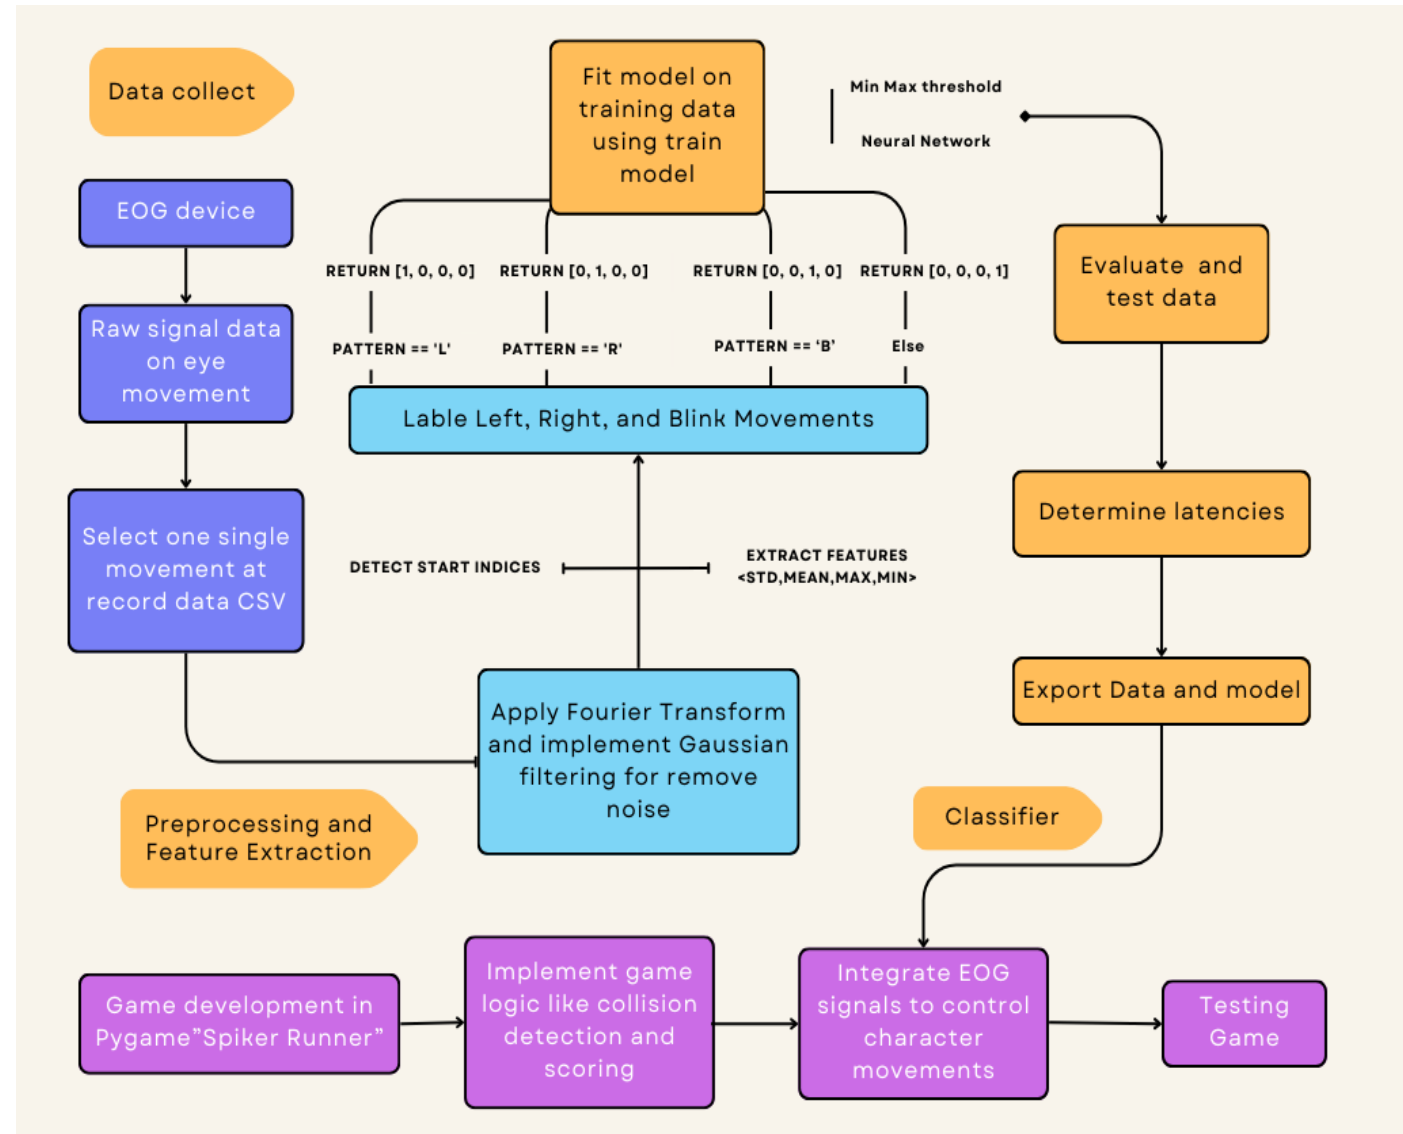 Data collect
EOG device
Raw signal data
on eye
movement
Select one single
movement at
record data CSV
Preprocessing and
Feature Extraction
Apply Fourier Transform
and implement Gaussian
filtering for remove
noise
DETECT START INDICES
EXTRACT FEATURES
<STD,MEAN,MAX,MIN>
Lable Left, Right, and Blink Movements
PATTERN == 'L'
PATTERN == 'R'
PATTERN == ‘B’
Else
RETURN [1, 0, 0, 0]
RETURN [0, 1, 0, 0]
RETURN [0, 0, 1, 0]
RETURN [0, 0, 0, 1]
Fit model on
training data
using train
model
Min Max threshold
Neural Network
Evaluate and
test data
Determine latencies
Export Data and model
Classifier
Game development in
Pygame”Spiker Runner”
Implement game
logic like collision
detection and
scoring
Integrate EOG
signals to control
character
movements
Testing
Game